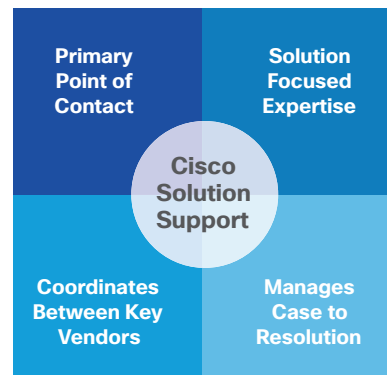 Primary
Point of
Contact
Solution
Focused
Expertise
Cisco
Solution
Support
Coordinates
Between Key
Vendors
Manages
Case to
Resolution